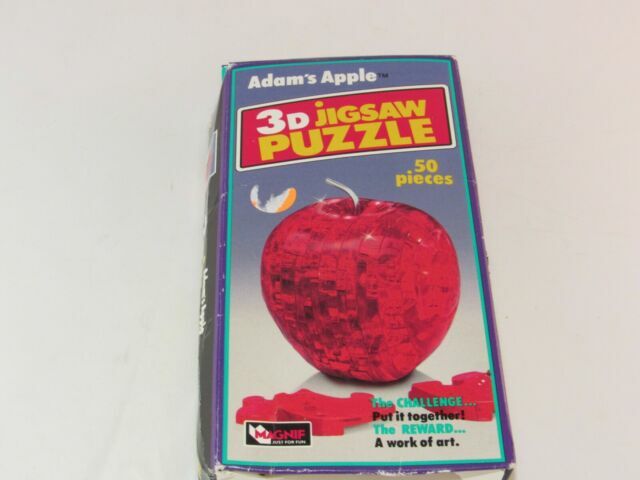 Adam's Apple™
3D JIGSAW
PUZZLE
50
pieces
The CHALLENGE...
Put it together!
The REWARD...
A work of art.
MAGNIF
JUST FOR FUN